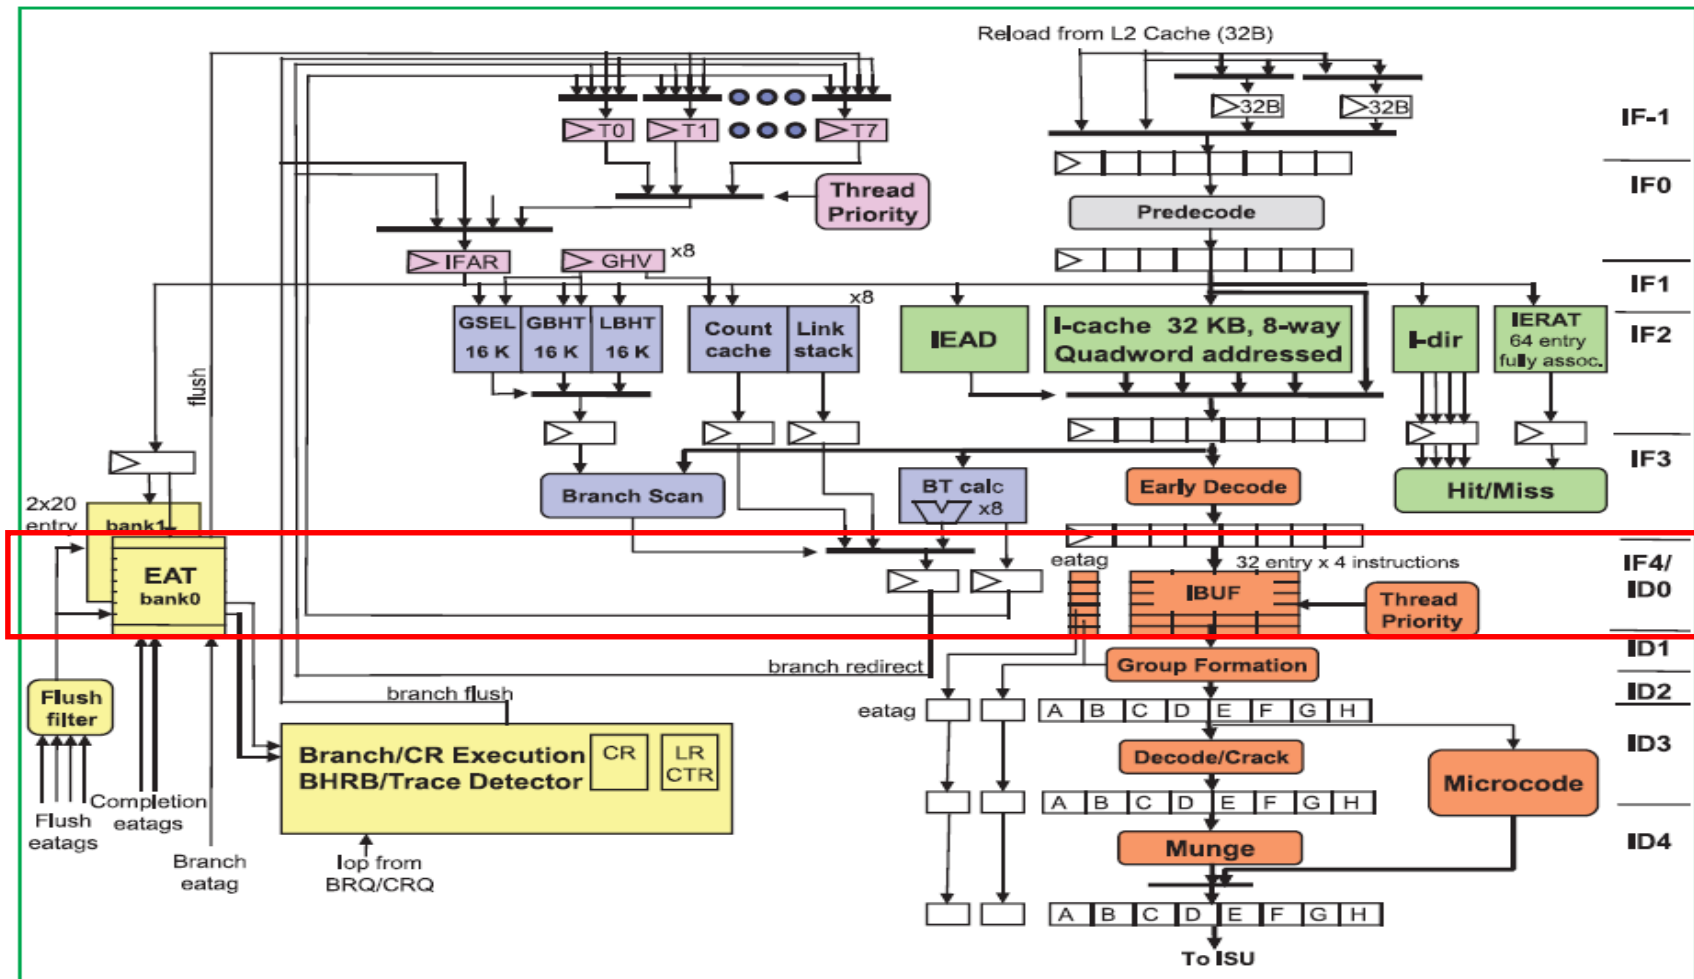 Reload from L2 Cache (32B)
32B
32B
T0
T1
T7
IF-1
Thread
Priority
IF0
Predecode
IFAR
GHV
x8
IF1
GSEL
16 K
GBHT
16 K
LBHT
16 K
Count
cache
Link
stack
x8
IEAD
I-cache 32 KB, 8-way
Quadword addressed
I-dir
IERAT
64 entry
fully assoc.
IF2
flush
IF3
Branch Scan
BT calc
x8
Early Decode
Hit/Miss
2x20
entry
bank1
EAT
bank0
eatag
32 entry x 4 instructions
IBUF
Thread
Priority
IF4/
ID0
branch redirect
Group Formation
ID1
Flush
filter
branch flush
eatag
A B C D E F G H
ID2
Branch/CR Execution
BHRB/Trace Detector
CR
LR
CTR
Decode/Crack
Microcode
ID3
Completion
eatags
Flush
eatags
A B C D E F G H
Branch
eatag
Iop from
BRQ/CRQ
Munge
ID4
A B C D E F G H
To ISU